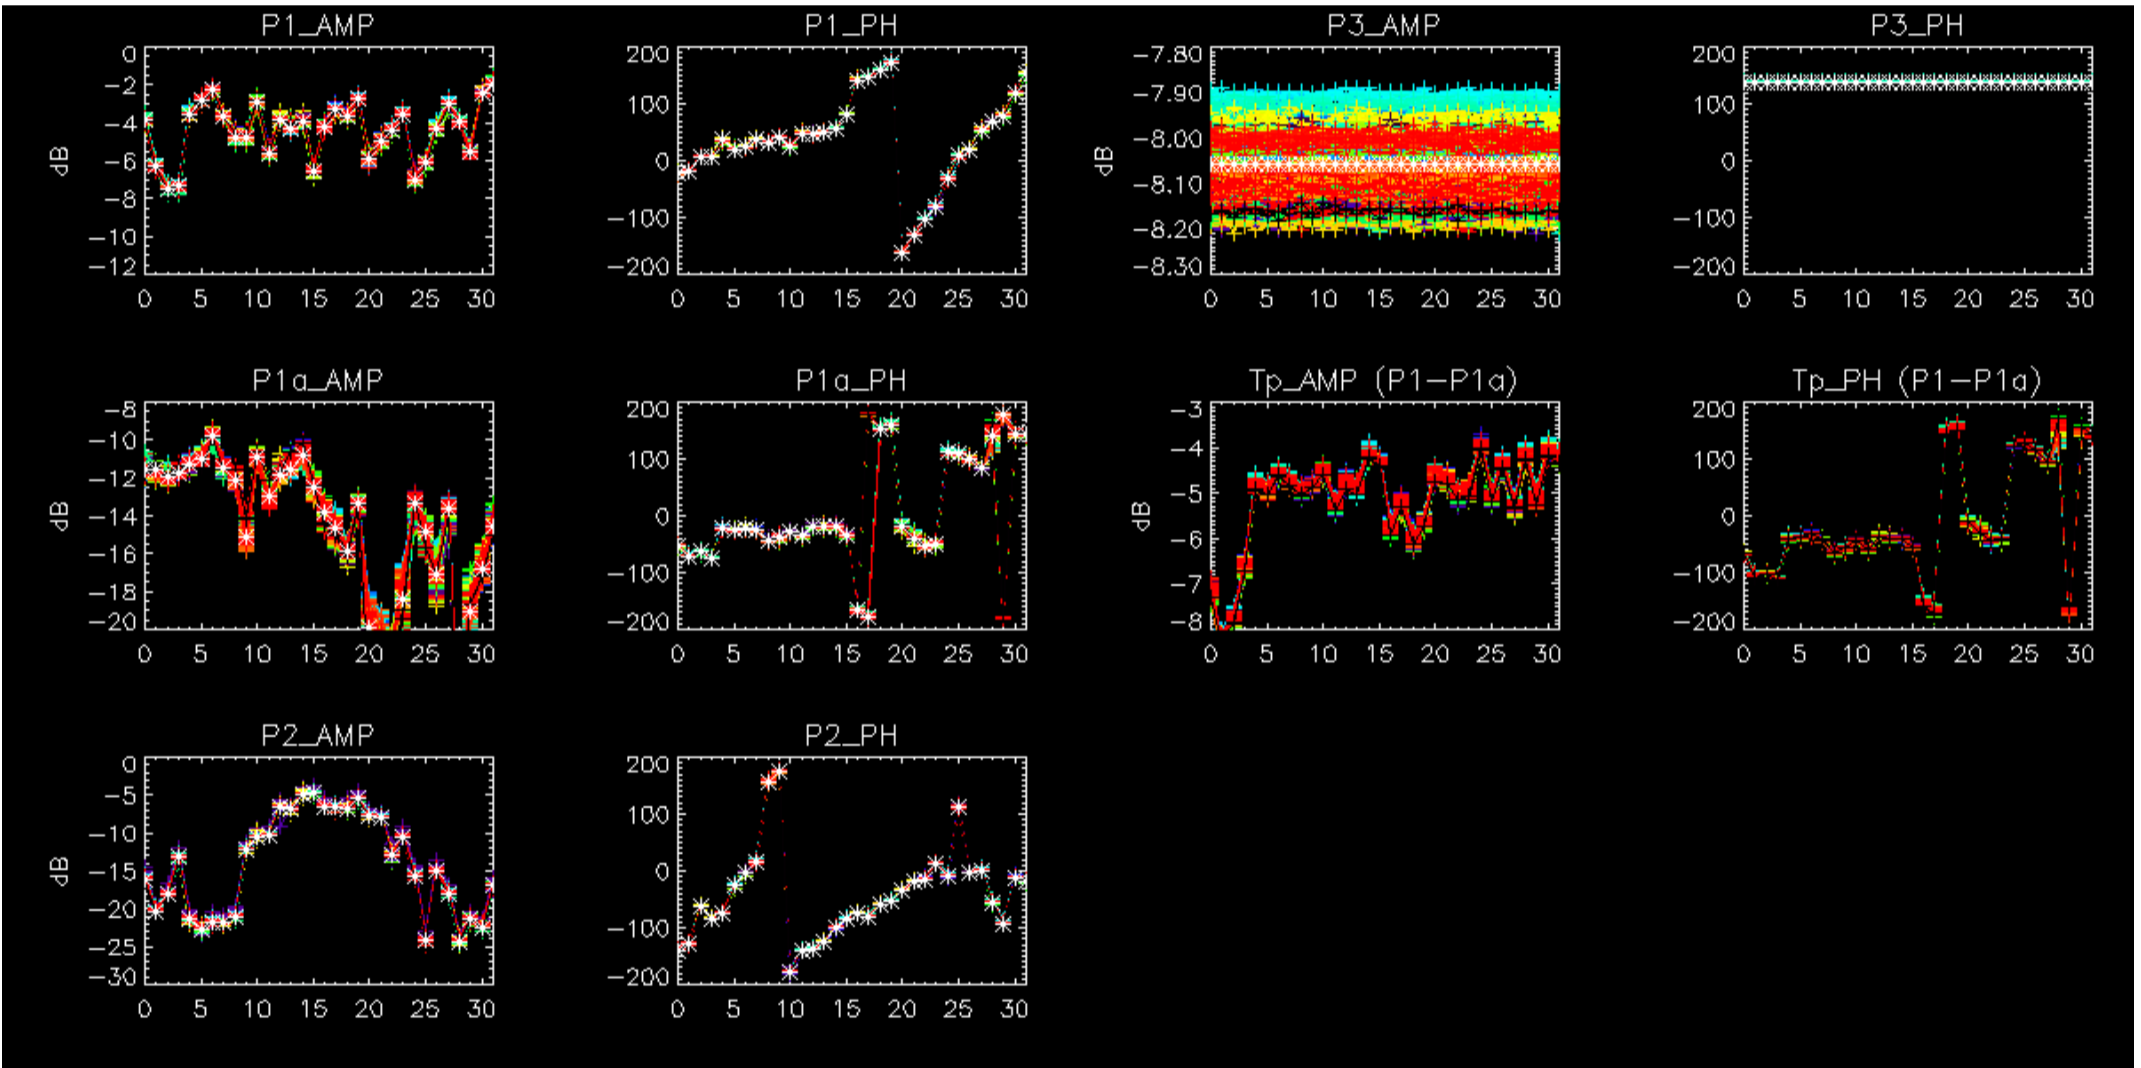 P1_AMP
P1_PH
P3_AMP
P3_PH
0
−2
−4
−6
−8
−10
−12
dB
0 5 10 15 20 25 30
200
100
0
−100
−200
0 5 10 15 20 25 30
−7.80
−7.90
−8.00
−8.10
−8.20
−8.30
dB
0 5 10 15 20 25 30
200
100
0
−100
−200
0 5 10 15 20 25 30
P1a_AMP
P1a_PH
Tp_AMP (P1−P1a)
Tp_PH (P1−P1a)
−8
−10
−12
−14
−16
−18
−20
dB
0 5 10 15 20 25 30
200
100
0
−100
−200
0 5 10 15 20 25 30
−3
−4
−5
−6
−7
−8
dB
0 5 10 15 20 25 30
200
100
0
−100
−200
0 5 10 15 20 25 30
P2_AMP
P2_PH
0
−5
−10
−15
−20
−25
−30
dB
0 5 10 15 20 25 30
200
100
0
−100
−200
0 5 10 15 20 25 30